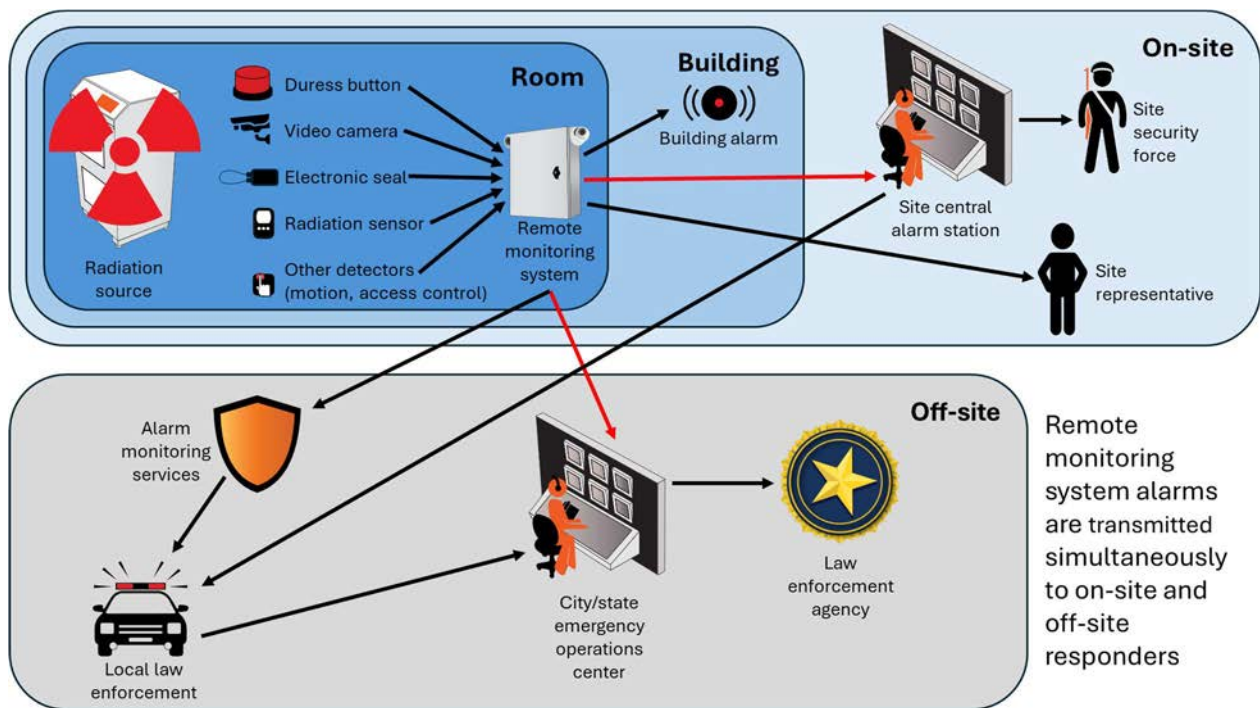 Room
Building
On-site
Duress button
Video camera
Electronic seal
Radiation sensor
Other detectors
(motion, access control)
Radiation
source
Remote
monitoring
system
Building alarm
Site central
alarm station
Site
security
force
Site
representative
Off-site
Alarm
monitoring
services
Local law
enforcement
City/state
emergency
operations
center
Law
enforcement
agency
Remote
monitoring
system alarms
are transmitted
simultaneously
to on-site and
off-site
responders